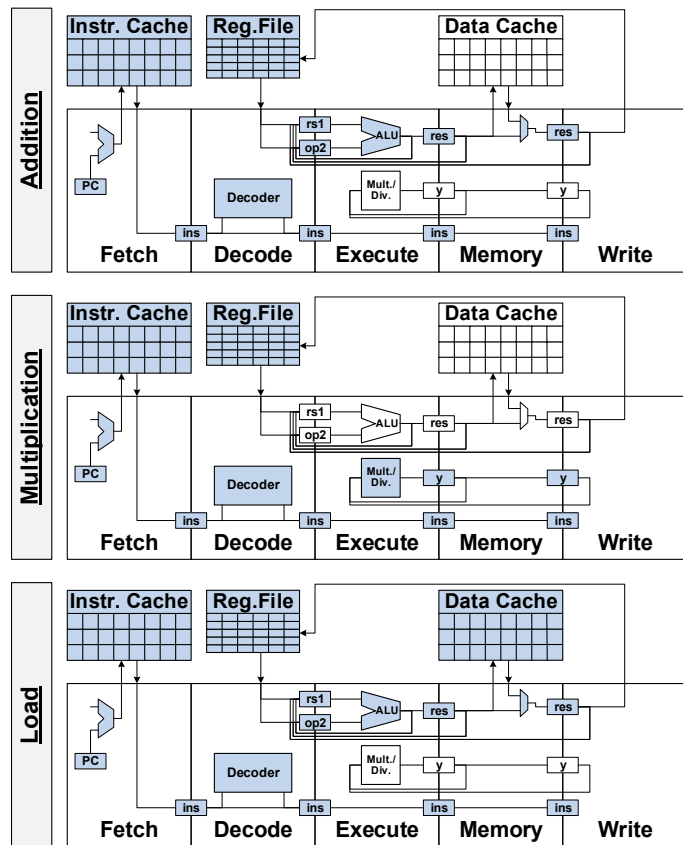 Addition
Instr. Cache Reg.File Data Cache
rs1
ALU
res
res
op2
PC
Mult./
Div.
y
y
Decoder
ins
ins
ins
ins
Fetch Decode Execute Memory Write
Multiplication
Instr. Cache Reg.File Data Cache
rs1
ALU
res
res
op2
PC
Mult./
Div.
y
y
Decoder
ins
ins
ins
ins
Fetch Decode Execute Memory Write
Load
Instr. Cache Reg.File Data Cache
rs1
ALU
res
res
op2
PC
Mult./
Div.
y
y
Decoder
ins
ins
ins
ins
Fetch Decode Execute Memory Write